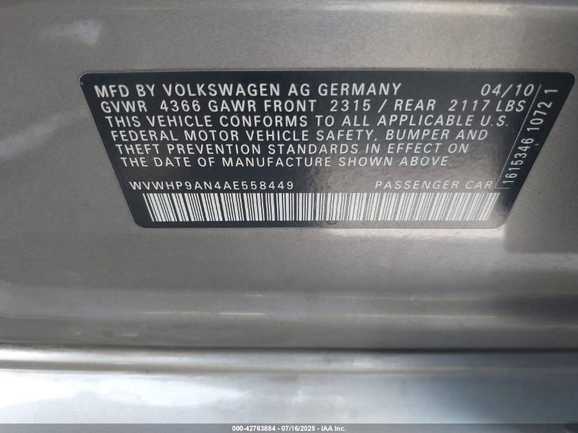 MFD BY VOLKSWAGEN AG GERMANY 04/10
GVWR 4366 GAWR FRONT 2315 / REAR 2117 LBS
THIS VEHICLE CONFORMS TO ALL APPLICABLE U.S.
FEDERAL MOTOR VEHICLE SAFETY, BUMPER AND
THEFT PREVENTION STANDARDS IN EFFECT ON
THE DATE OF MANUFACTURE SHOWN ABOVE.
WVWHP9AN4AE558449 PASSENGER CAR
1615346 10721
000-42763884 - 07/16/2025 - IAA Inc.